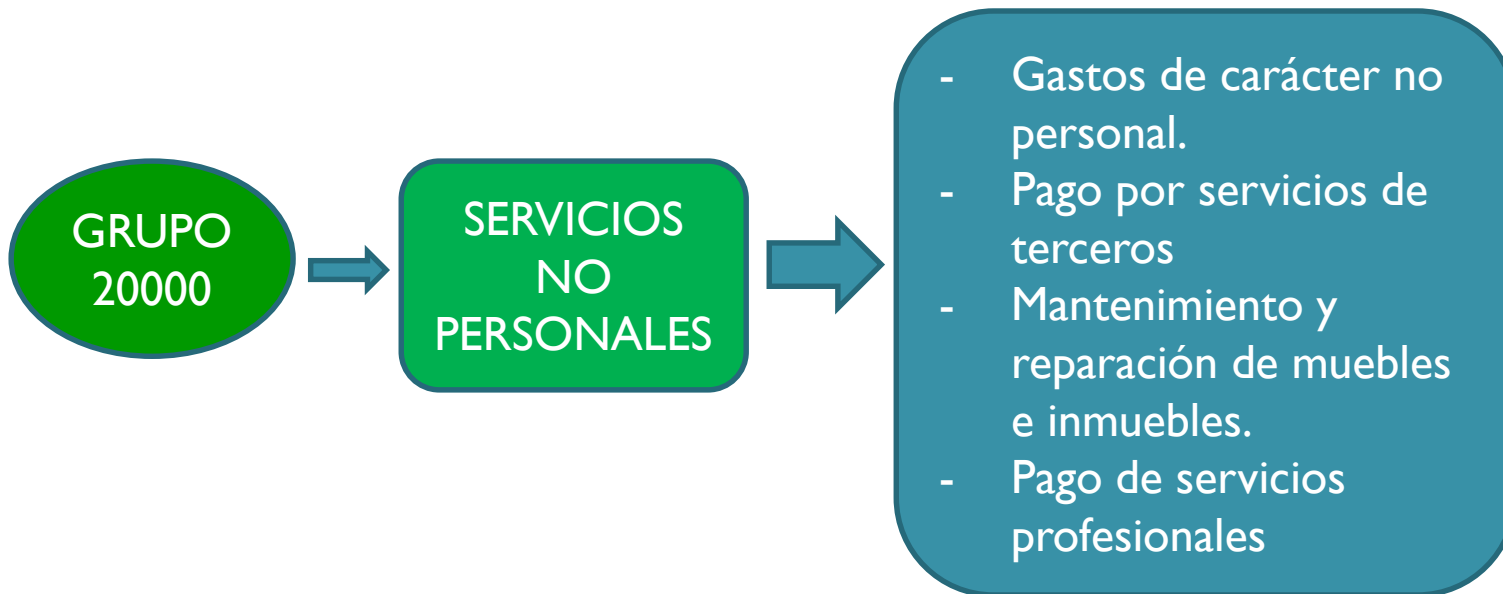 GRUPO
20000
SERVICIOS
NO
PERSONALES
- Gastos de carácter no
personal.
- Pago por servicios de
terceros
- Mantenimiento y
reparación de muebles
e inmuebles.
- Pago de servicios
profesionales